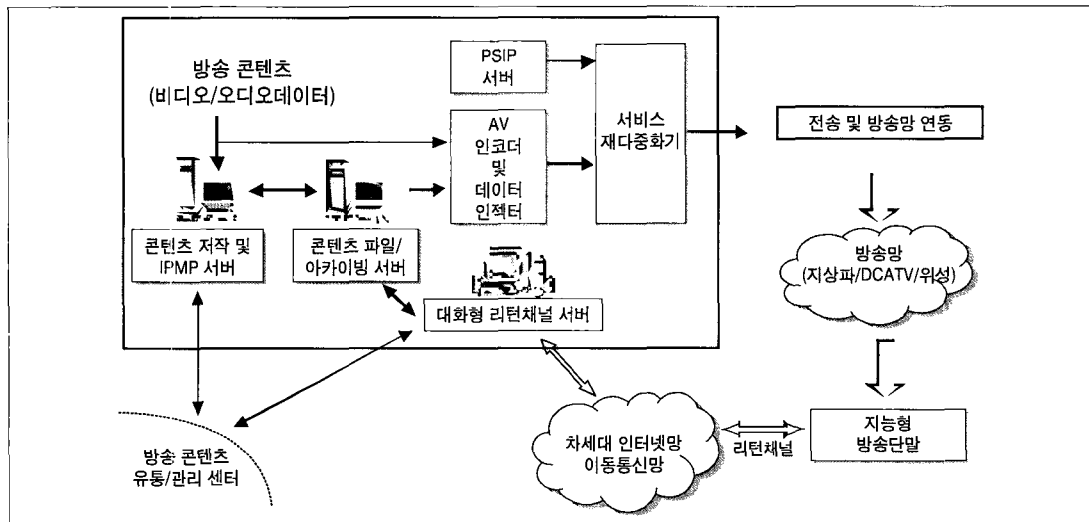 PSIP
서버
방송 콘텐츠
(비디오/오디오데이터)
AV
인코더
및
데이터
인젝터
서비스
재다중화기
전송 및 방송망 연동
콘텐츠 저작 및
IPMP 서버
콘텐츠 파일/
아카이빙 서버
대화형 리턴채널 서버
방송망
(지상파/DCATV/위성)
방송 콘텐츠
유통/관리 센터
차세대 인터넷망
이동통신망
리턴채널
지능형
방송단말